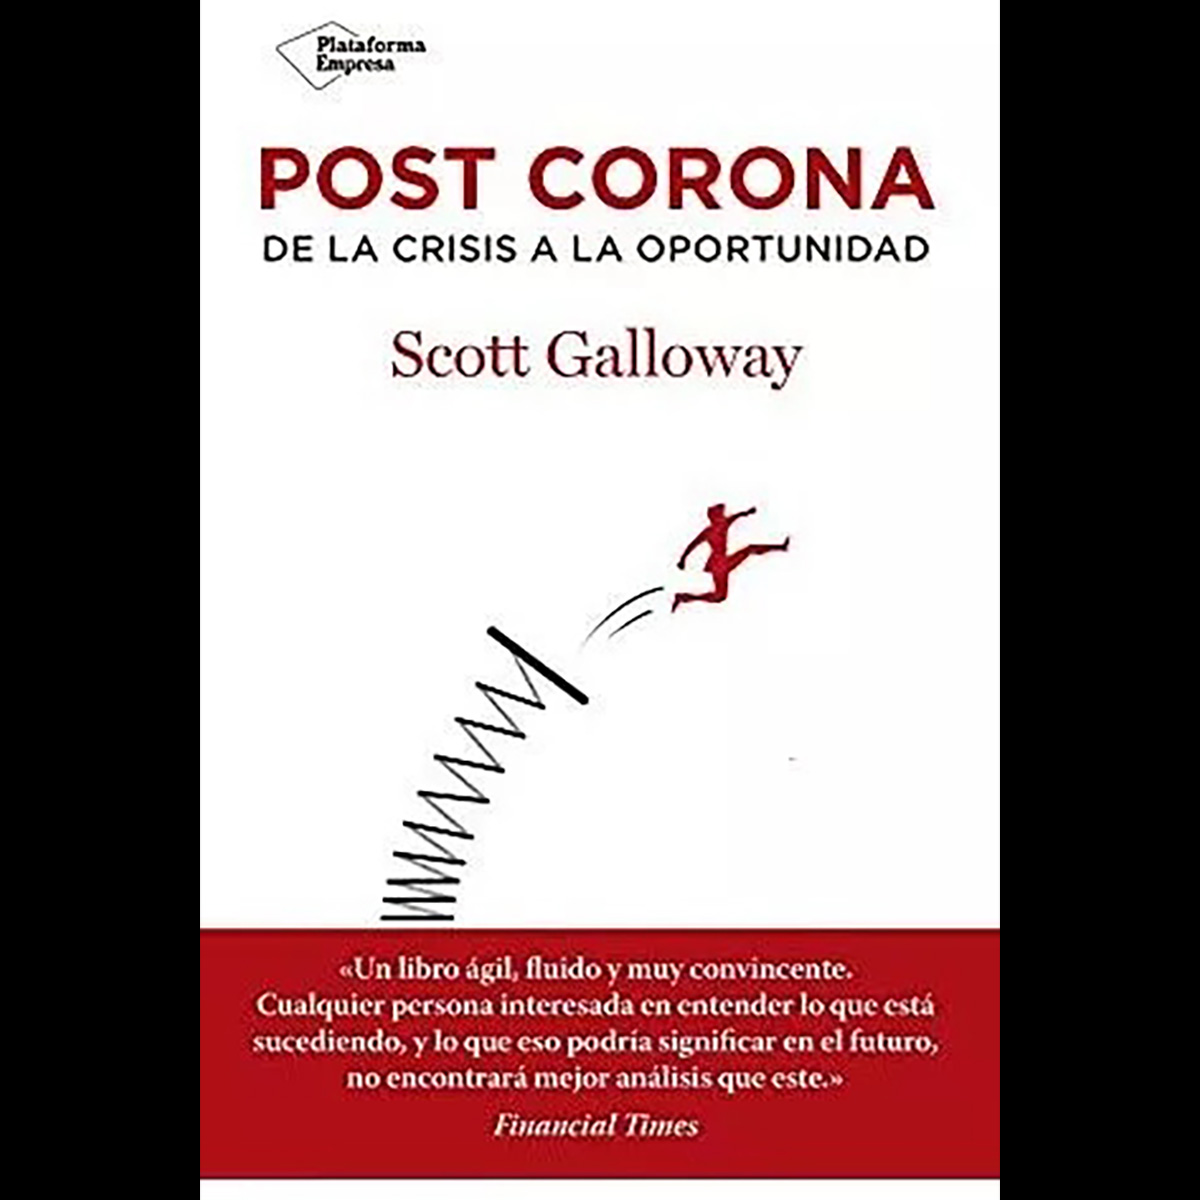 Plataforma
Empresa
POST CORONA
DE LA CRISIS A LA OPORTUNIDAD
Scott Galloway
«Un libro ágil, fluido y muy convincente.
Cualquier persona interesada en entender lo que está
sucediendo, y lo que eso podría significar en el futuro,
no encontrará mejor análisis que este.»
Financial Times